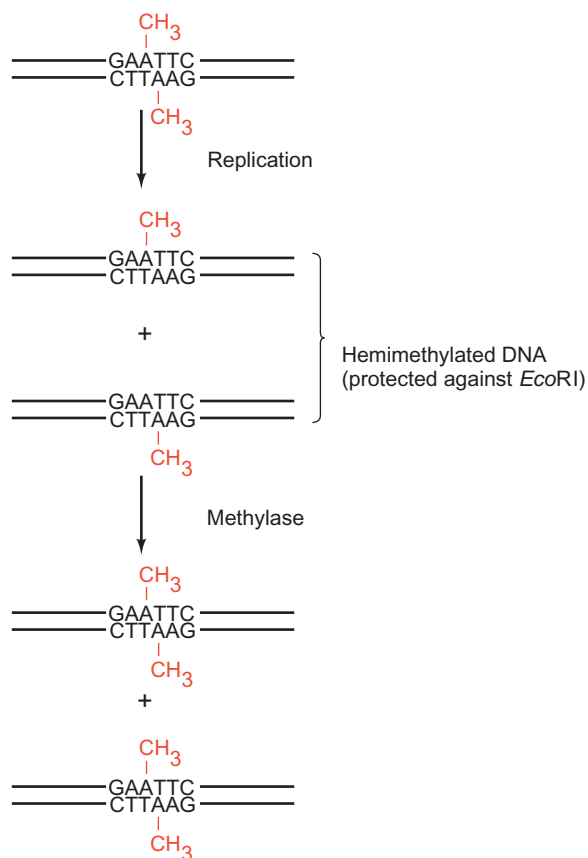 CH3
GAATTC
CTTAAG
CH3
Replication
CH3
GAATTC
CTTAAG
+
Hemimethylated DNA
(protected against EcoRI)
GAATTC
CTTAAG
CH3
Methylase
CH3
GAATTC
CTTAAG
CH3
+
CH3
GAATTC
CTTAAG
CH3